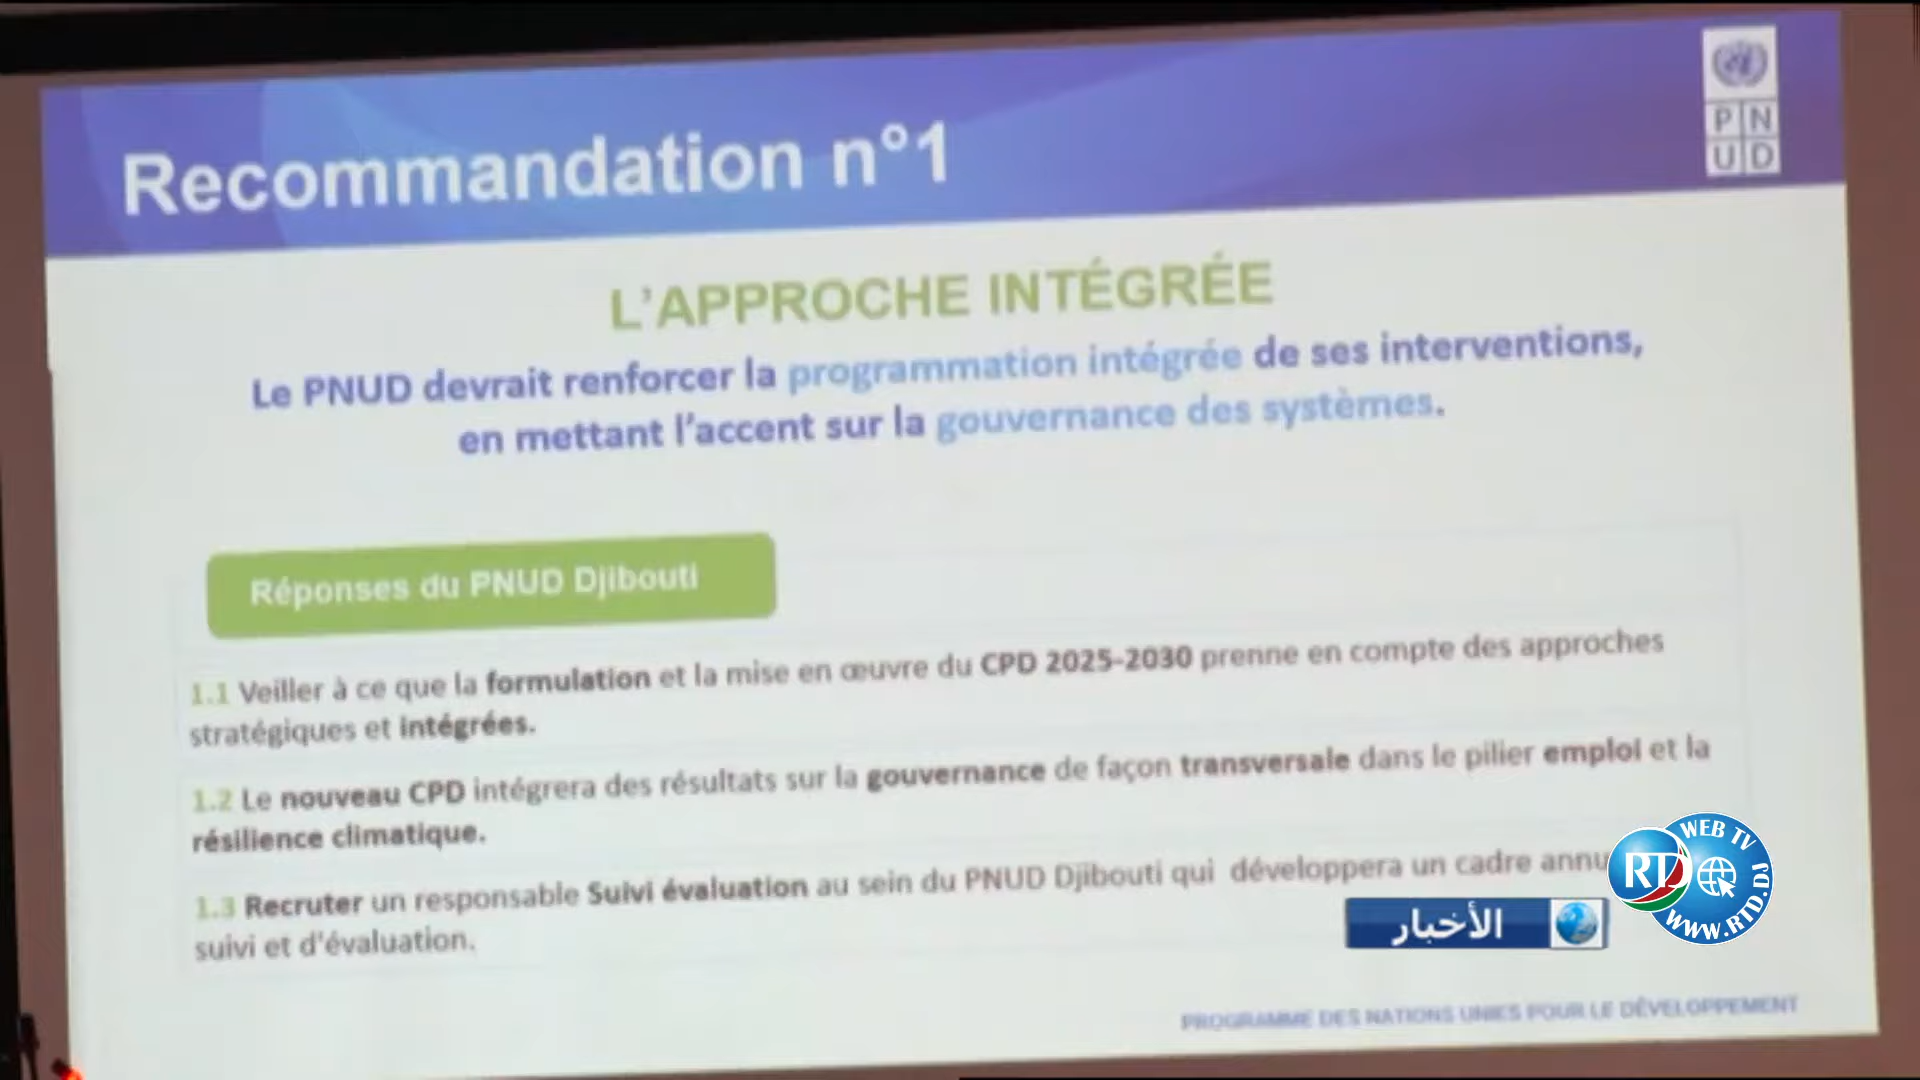 Recommandation n°1
P N
U D
L'APPROCHE INTÉGRÉE
Le PNUD devrait renforcer la programmation intégrée de ses interventions,
en mettant l'accent sur la gouvernance des systèmes.
Réponses du PNUD Djibouti
1.1 Veiller à ce que la formulation et la mise en œuvre du CPD 2025-2030 prenne en compte des approches
stratégiques et intégrées.
1.2 Le nouveau CPD intégrera des résultats sur la gouvernance de façon transversale dans le pilier emploi et la
résilience climatique.
1.3 Recruter un responsable Suivi évaluation au sein du PNUD Djibouti qui développera un cadre
suivi et d'évaluation.
PROGRAMME DES NATIONS UNIES POUR LE DÉVELOPPEMENT
الأخبار
RTD
WEB TV
WWW.RTD.DJ